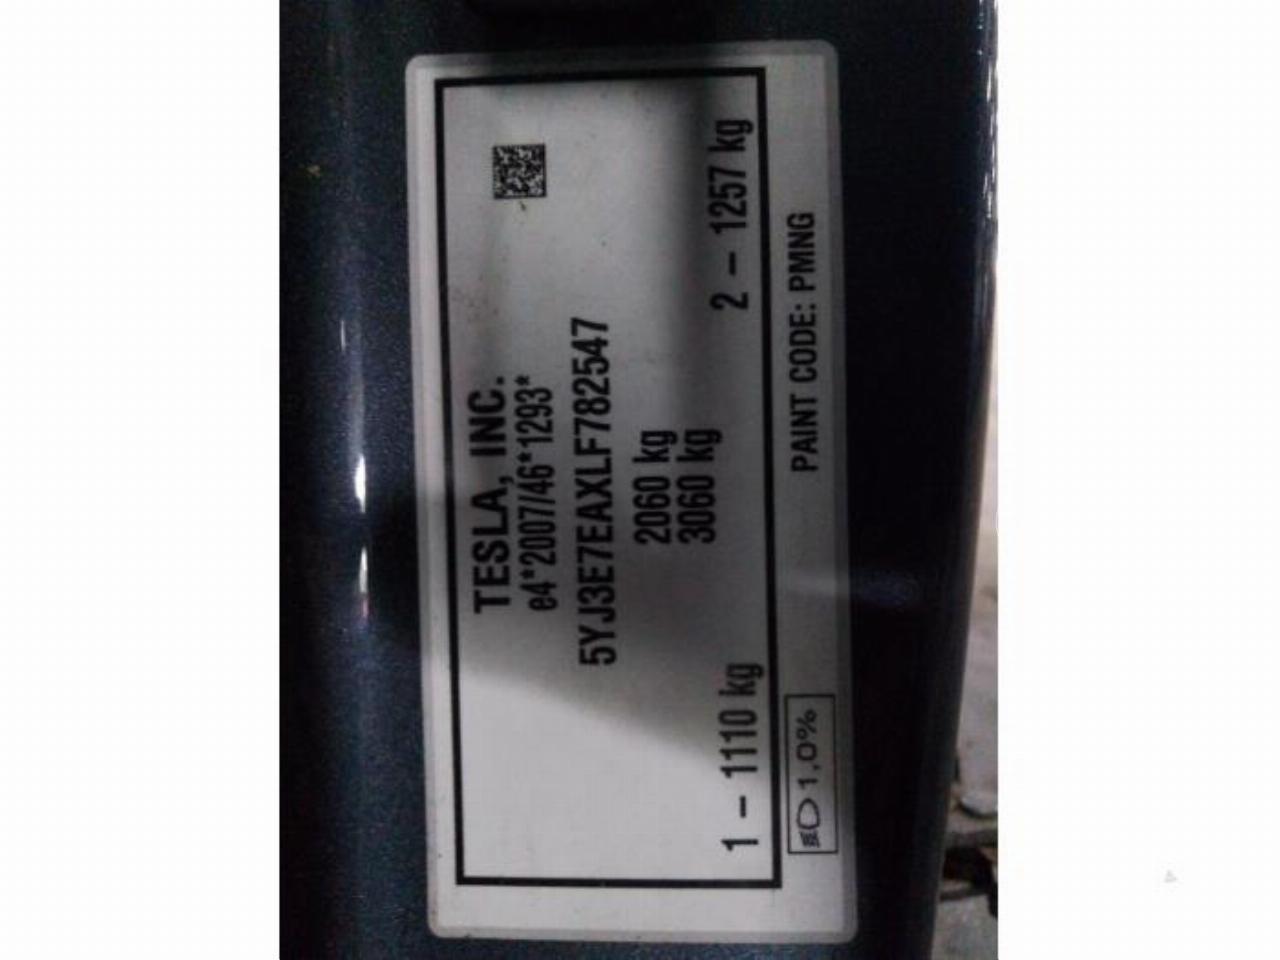 TESLA, INC.
e4*2007/46*1293*
5YJ3E7EAXLF782547
2060 kg
3060 kg
1 – 1110 kg 2 – 1257 kg
1,0% PAINT CODE: PMNG